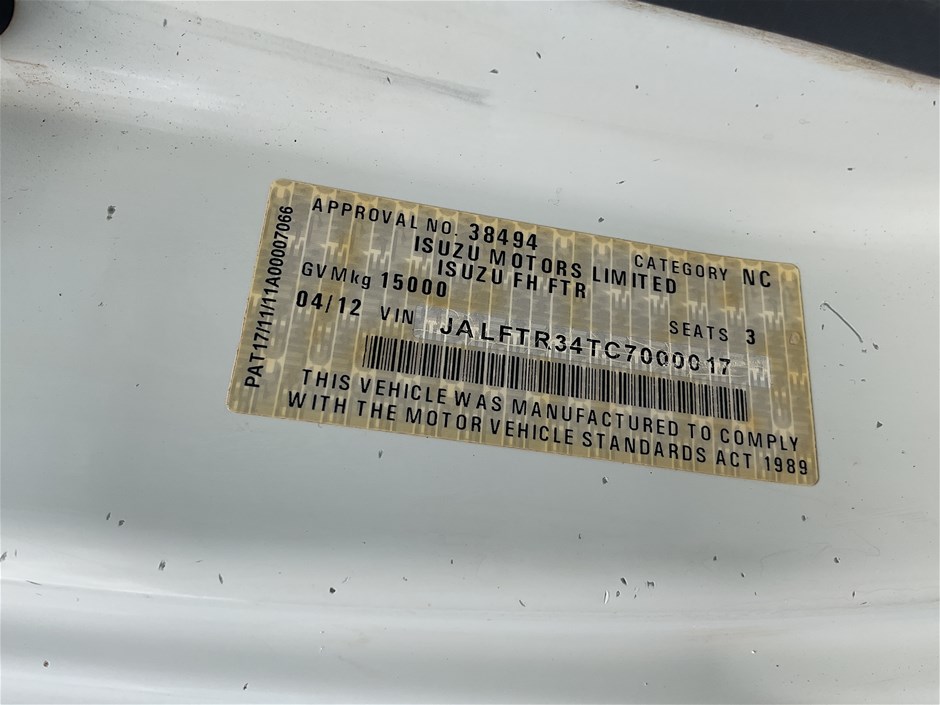 APPROVAL NO. 38494 CATEGORY NC
ISUZU MOTORS LIMITED
ISUZU FH FTR
GVMkg 15000
04/12 VIN JALFTR34TC7000017 SEATS 3
THIS VEHICLE WAS MANUFACTURED TO COMPLY
WITH THE MOTOR VEHICLE STANDARDS ACT 1989
PAT17/11/11A00007066